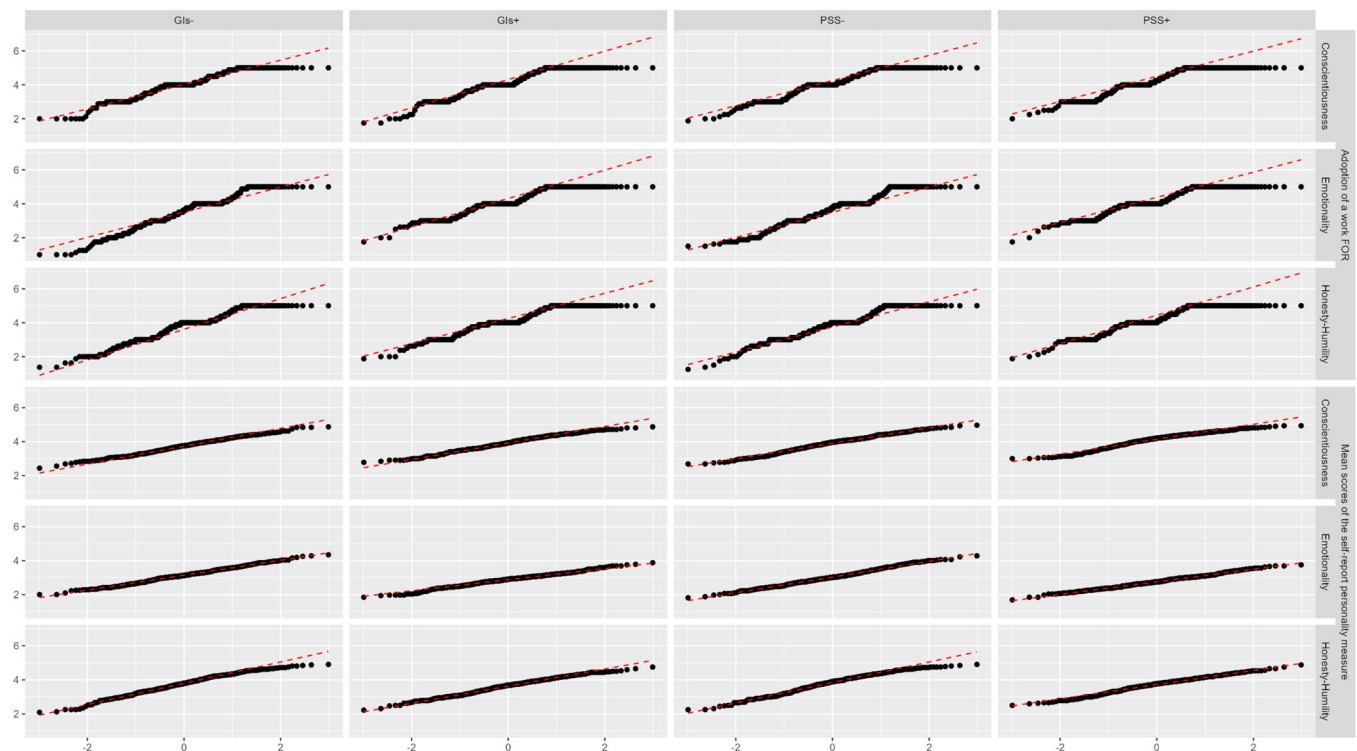 GIs-
GIs+
PSS-
PSS+
6
4
2
Conscientiousness
6
4
2
Emotionality
6
4
2
Honesty-Humility
Adoption of a work FOR
6
4
2
Conscientiousness
6
4
2
Emotionality
6
4
2
Honesty-Humility
Mean scores of the self-report personality measure
-2
0
2
-2
0
2
-2
0
2
-2
0
2